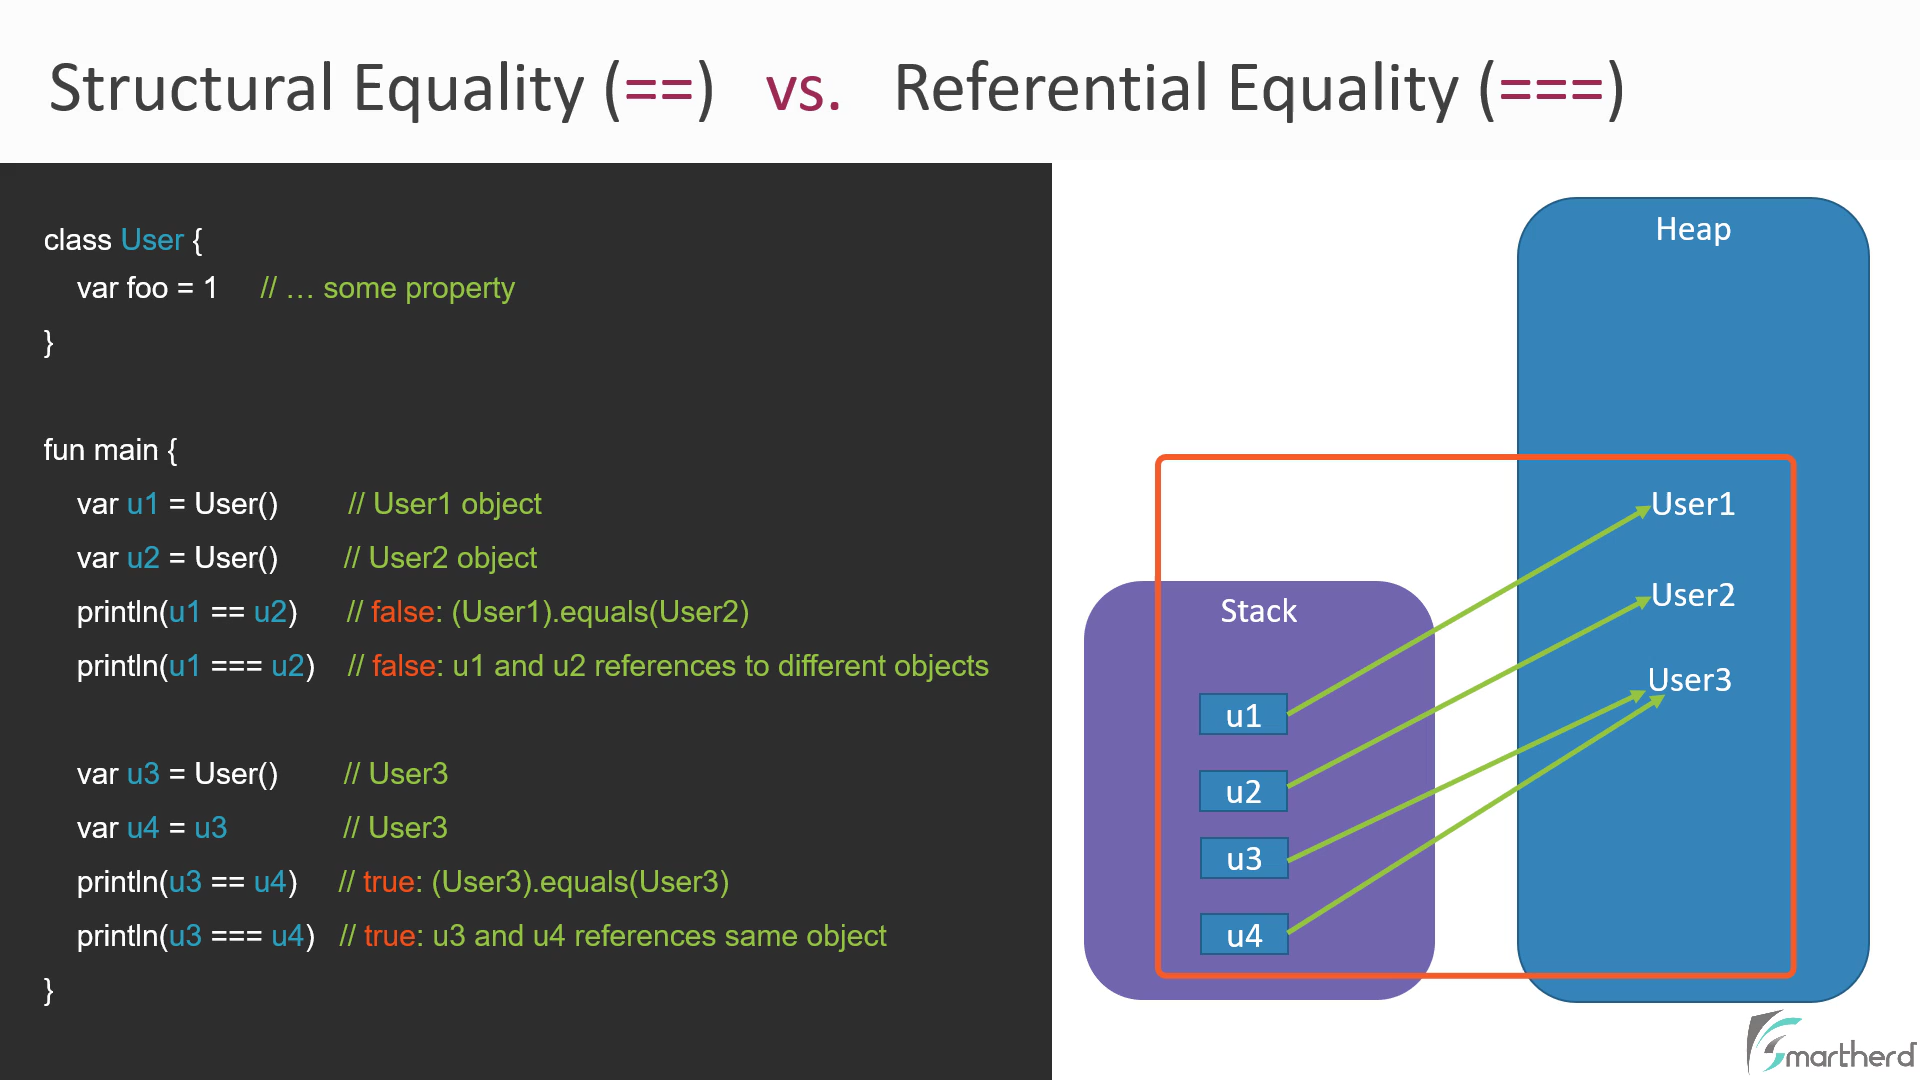 Structural Equality (==) vs. Referential Equality (===)
class User {
var foo = 1 // … some property
}
fun main {
var u1 = User() // User1 object
var u2 = User() // User2 object
println(u1 == u2) // false: (User1).equals(User2)
println(u1 === u2) // false: u1 and u2 references to different objects
var u3 = User() // User3
var u4 = u3 // User3
println(u3 == u4) // true: (User3).equals(User3)
println(u3 === u4) // true: u3 and u4 references same object
}
Heap
User1
User2
User3
Stack
u1
u2
u3
u4
Smartherd